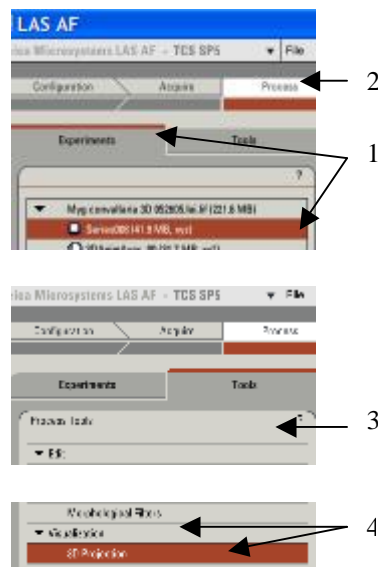 LAS AF
Microsystems LAS AF - TCS SP5 File
Configuration Acquire Process
2
Experiments Tools
1
?
Series008 (41.9 MB, xyz)
Microsystems LAS AF - TCS SP5 File
Configuration Acquire Process
Experiments Tools
Process Tools
3
Edit
Morphological Filters
4
Visualization
3D Projection